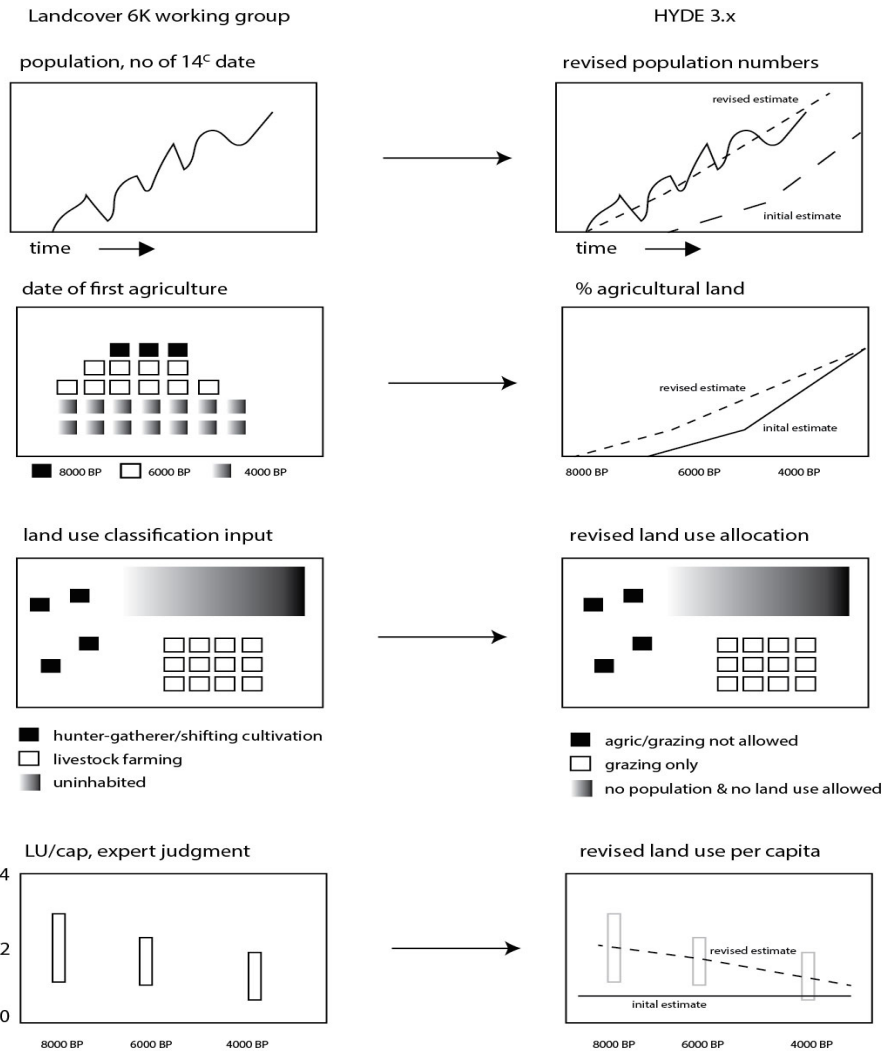 Landcover 6K working group
HYDE 3.x
population, no of 14ᶜ date
revised population numbers
revised estimate
initial estimate
time
time
date of first agriculture
% agricultural land
revised estimate
inital estimate
8000 BP
6000 BP
4000 BP
8000 BP
6000 BP
4000 BP
land use classification input
revised land use allocation
hunter-gatherer/shifting cultivation
livestock farming
uninhabited
agric/grazing not allowed
grazing only
no population & no land use allowed
LU/cap, expert judgment
revised land use per capita
4
2
0
revised estimate
inital estimate
8000 BP
6000 BP
4000 BP
8000 BP
6000 BP
4000 BP